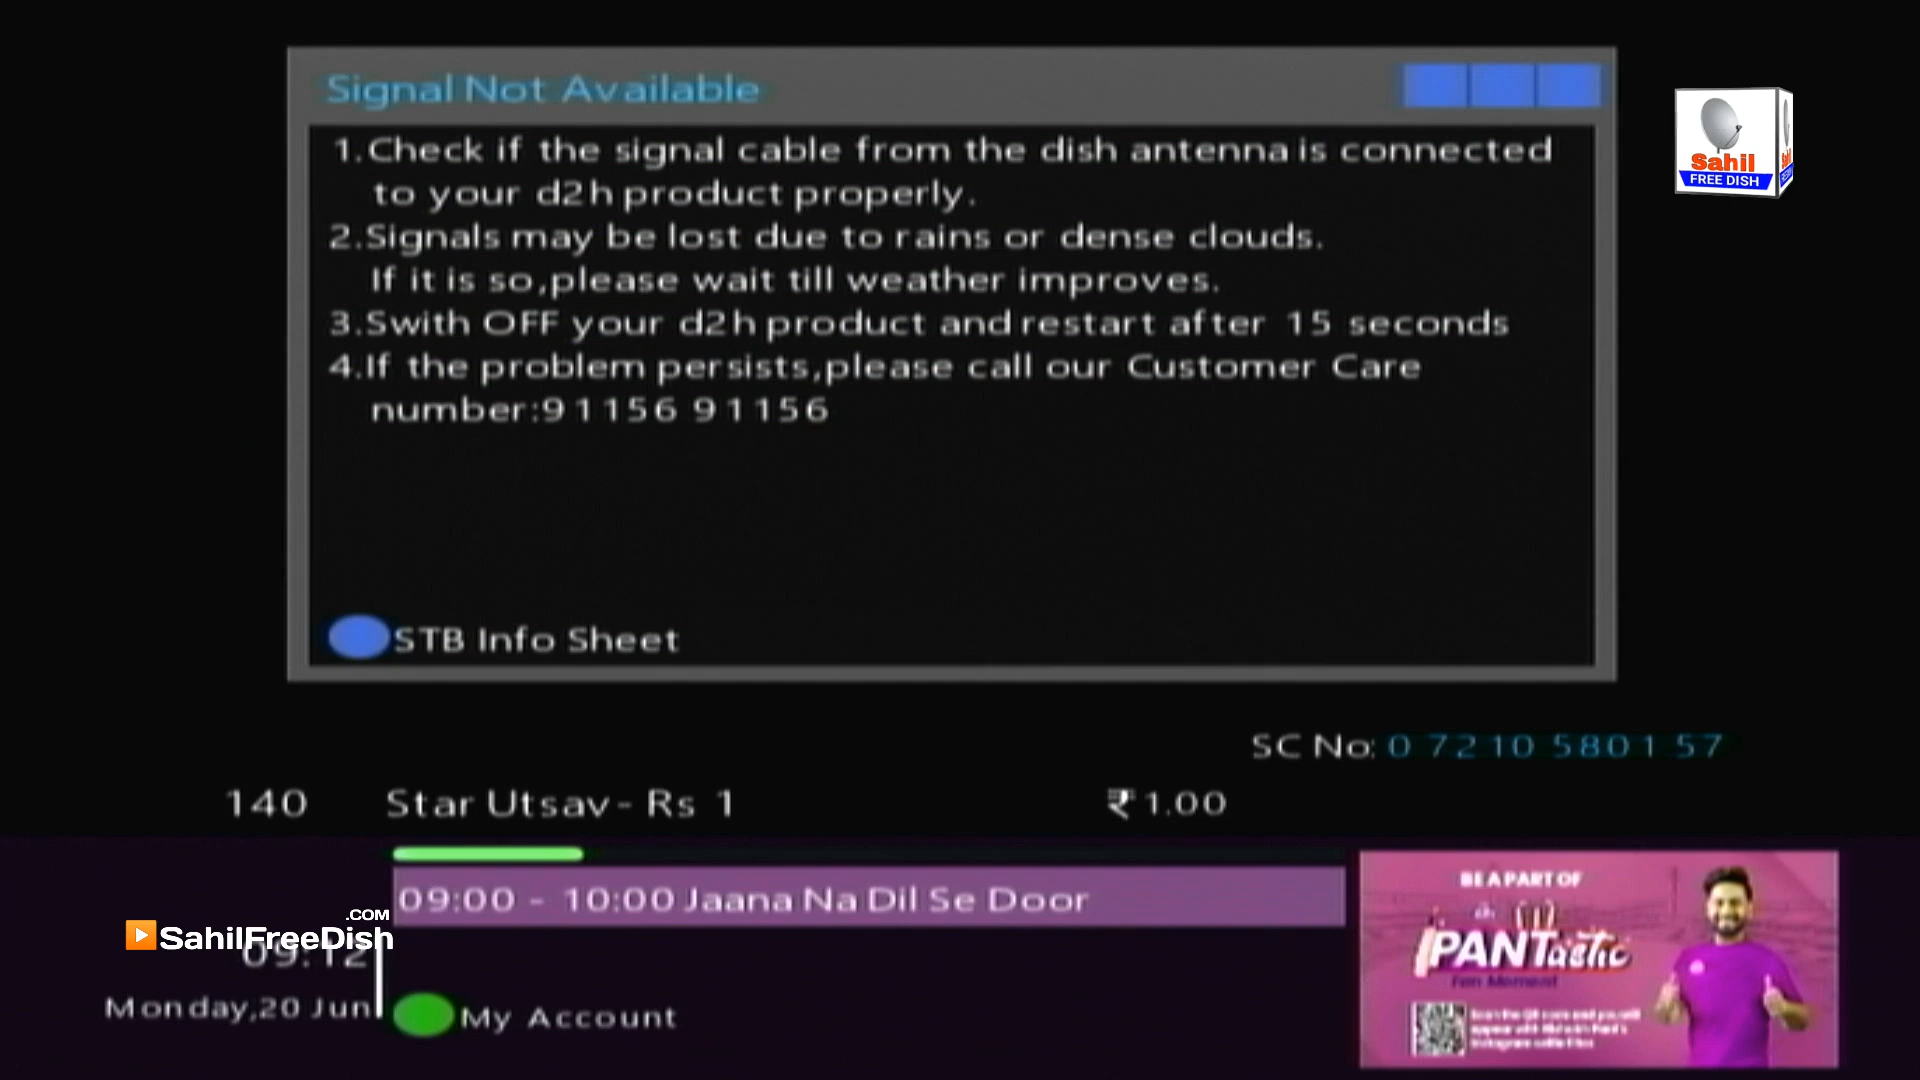 Signal Not Available
1.Check if the signal cable from the dish antenna is connected
to your d2h product properly.
2.Signals may be lost due to rains or dense clouds.
If it is so,please wait till weather improves.
3.Swith OFF your d2h product and restart after 15 seconds
4.If the problem persists,please call our Customer Care
number:91156 91156
STB Info Sheet
Sahil
FREE DISH
SC No: 0 7210 5801 57
140 Star Utsav- Rs 1 ₹1.00
09:00 - 10:00 Jaana Na Dil Se Door
.COM
SahilFreeDish
09:12
Monday,20 Jun
My Account
BE A PART OF
PANTastic
Fan Moment